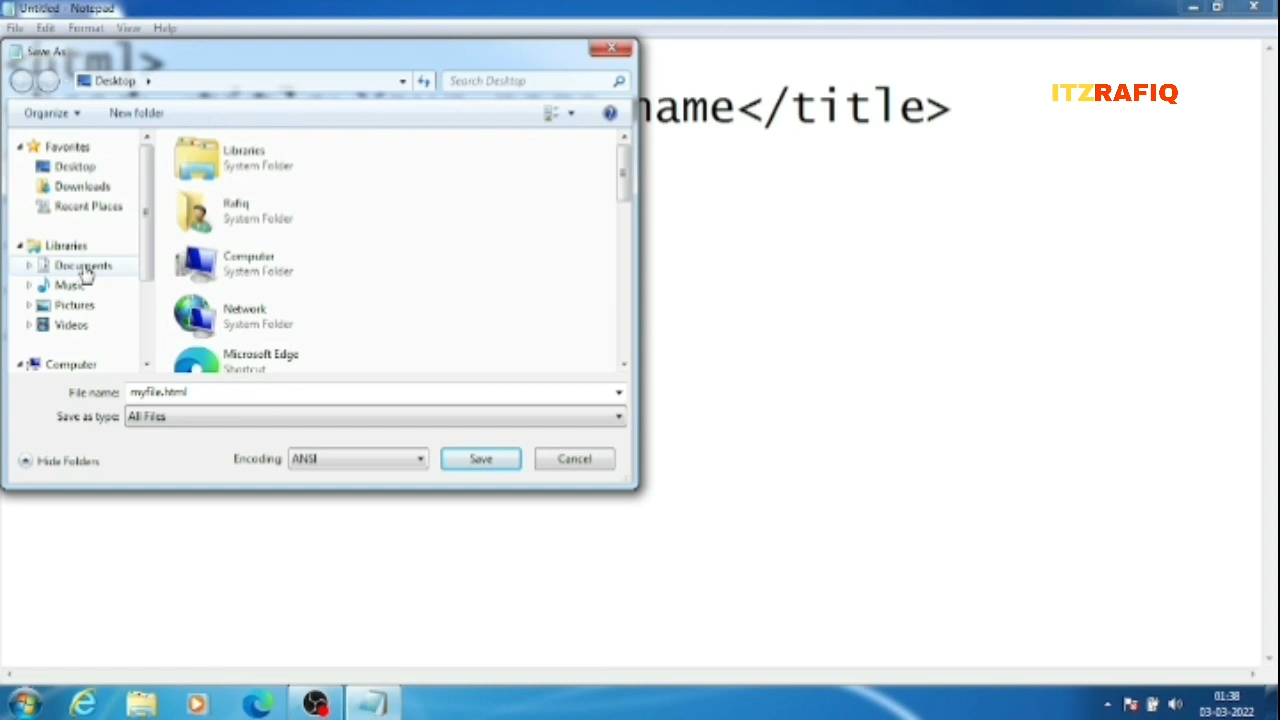 Untitled - Notepad
File Edit Format View Help
html>
name</title>
ITZRAFIQ
Save As
Desktop
Search Desktop
Organize New folder
Favorites
Desktop
Downloads
Recent Places
Libraries
Documents
Music
Pictures
Videos
Computer
Libraries
System Folder
Rafiq
System Folder
Computer
System Folder
Network
System Folder
Microsoft Edge
Shortcut
File name: myfile.html
Save as type: All Files
Hide Folders
Encoding ANSI Save Cancel
01:38
03-03-2022